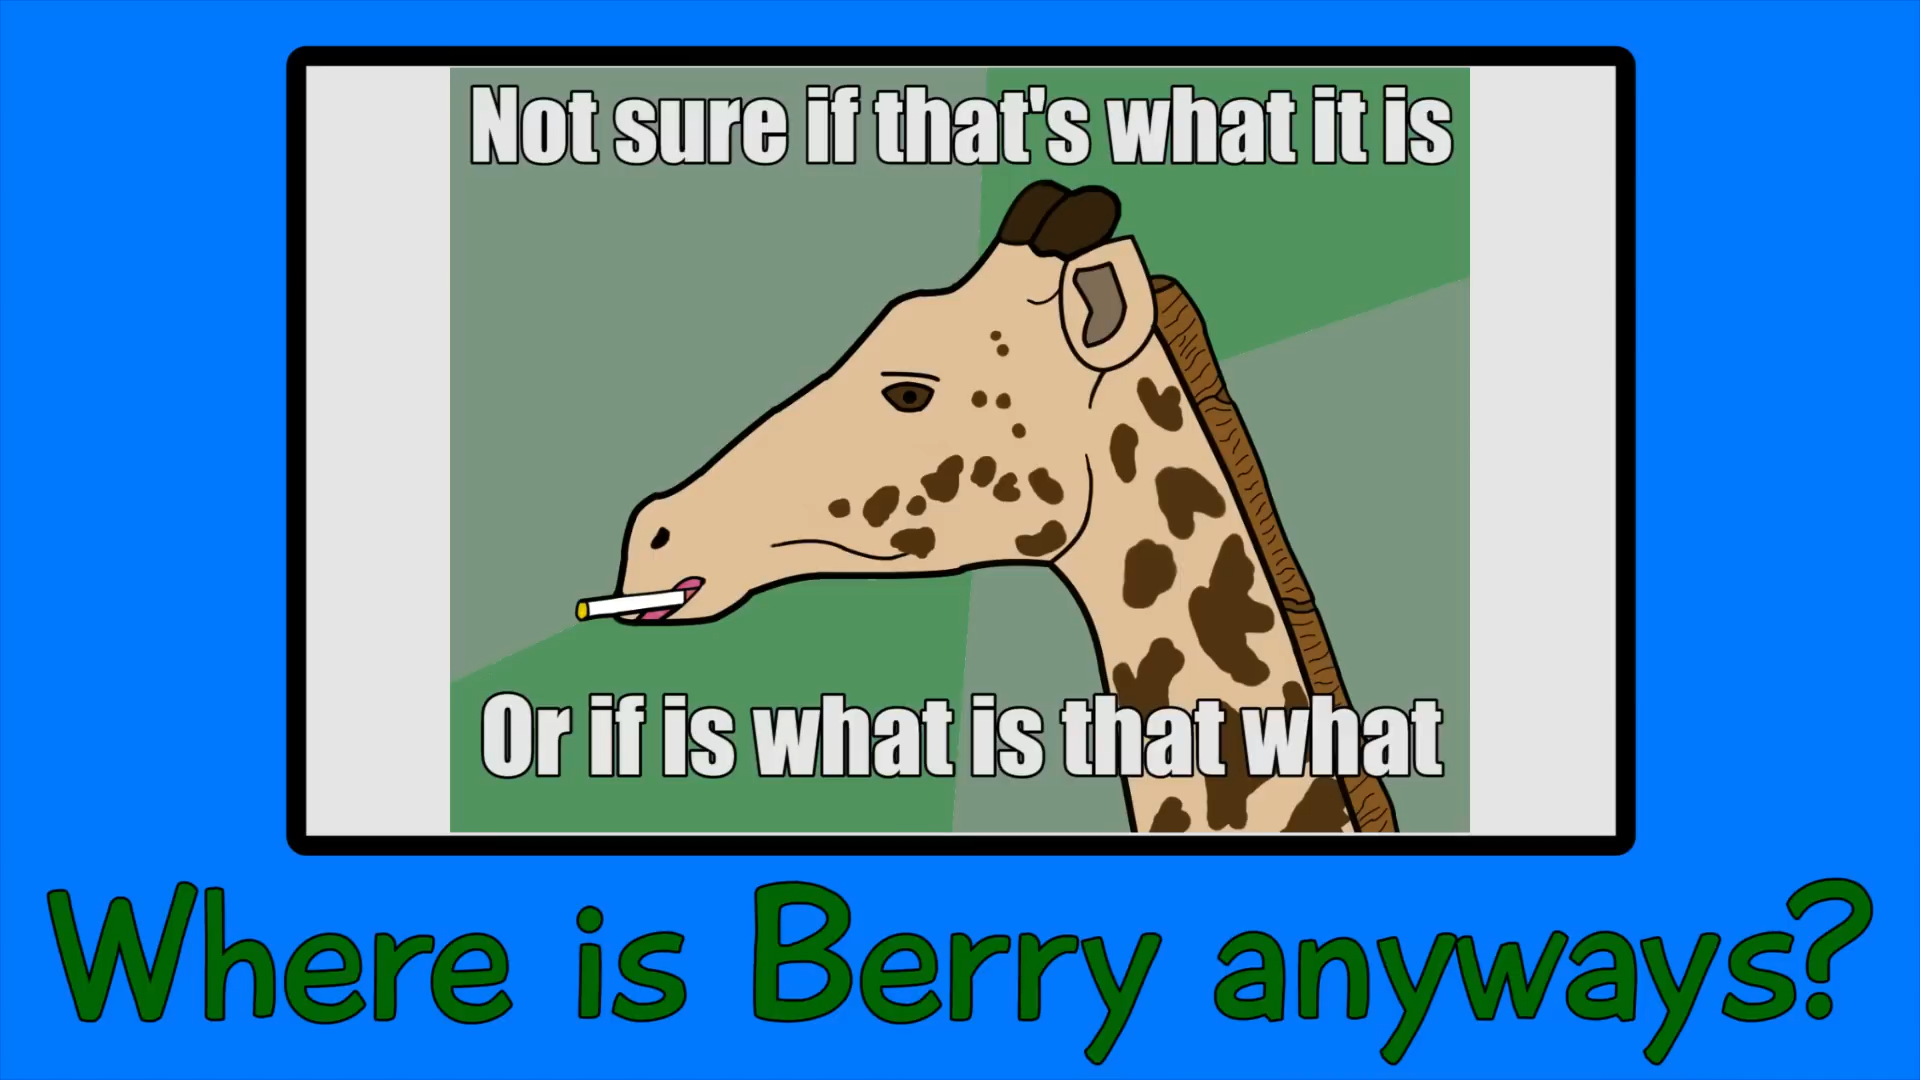 Not sure if that's what it is
Or if is what is that what
Where is Berry anyways?